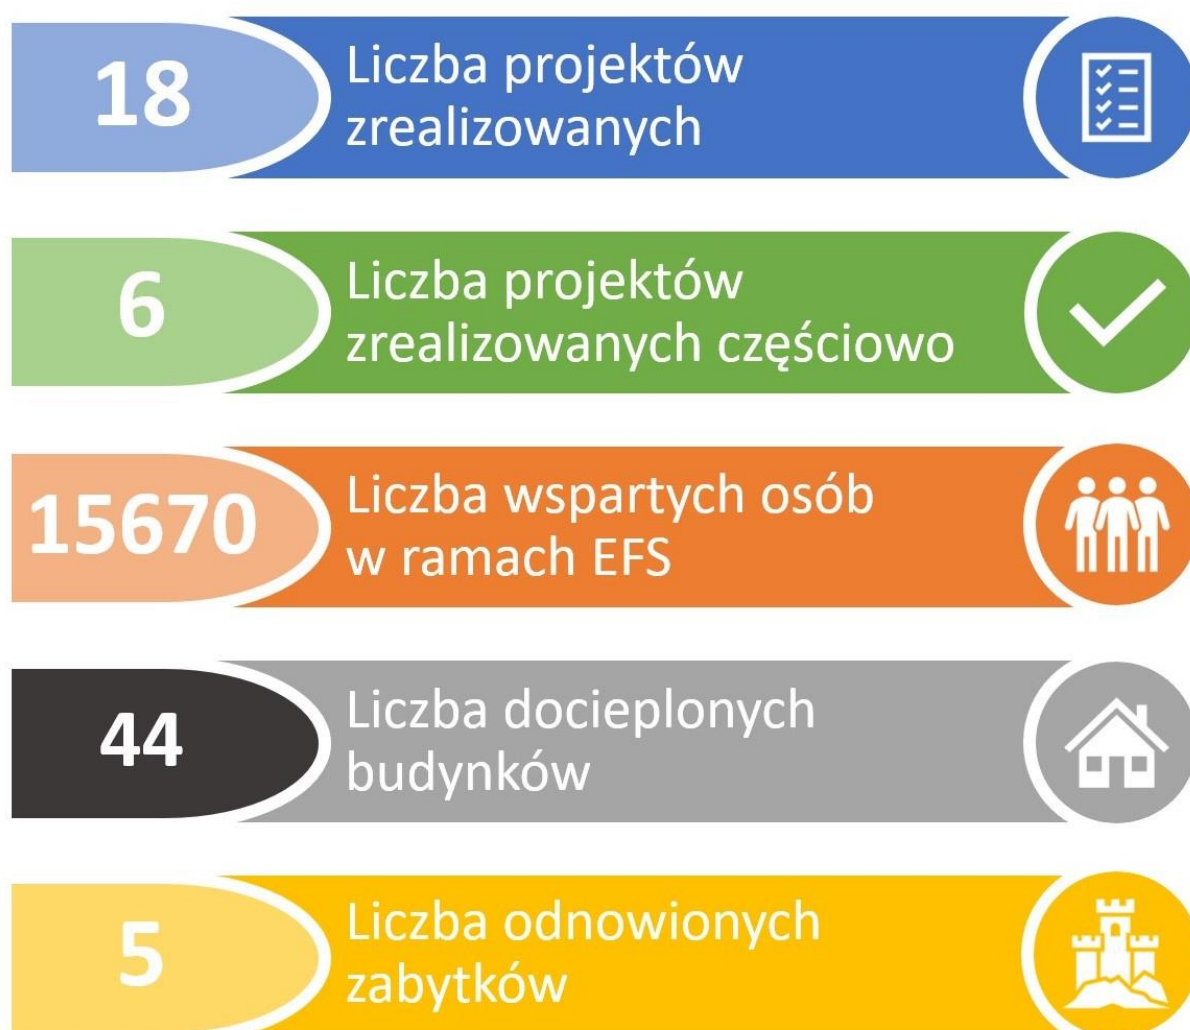 18
Liczba projektów
zrealizowanych
6
Liczba projektów
zrealizowanych częściowo
15670
Liczba wspartych osób
w ramach EFS
44
Liczba docieplonych
budynków
5
Liczba odnowionych
zabytków